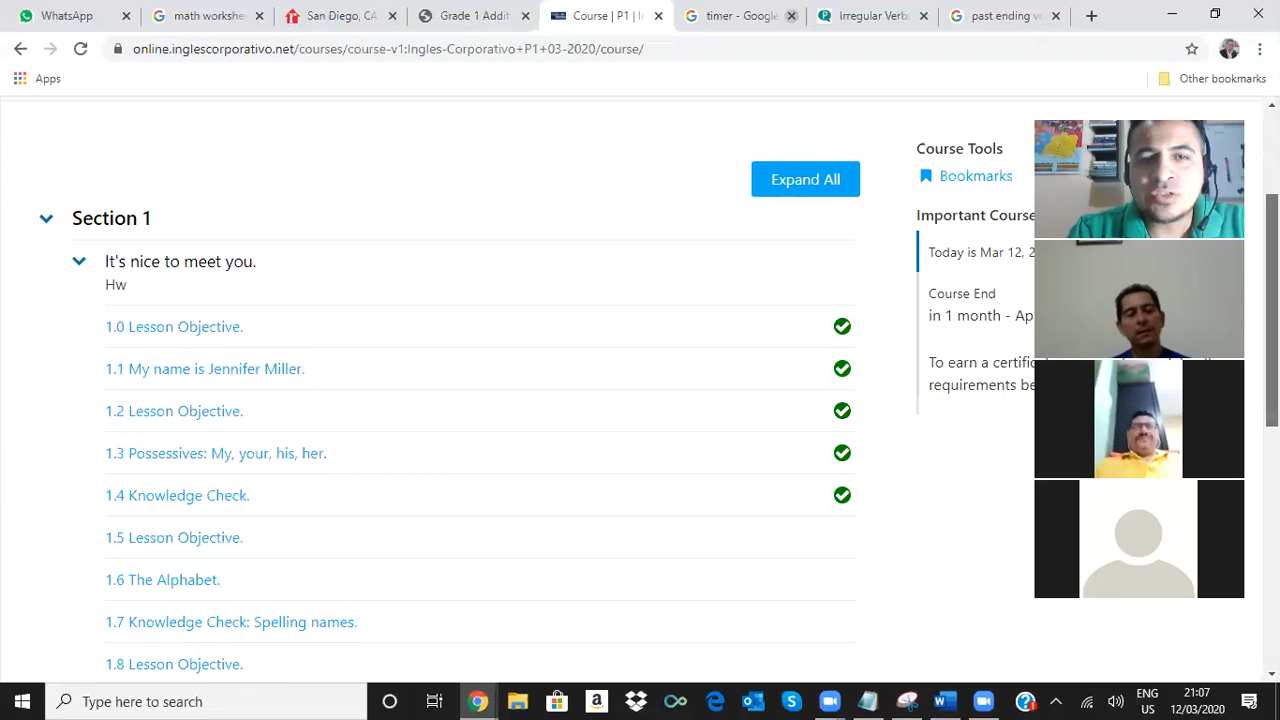 WhatsApp
math workshe
San Diego, CA
Grade 1 Addit
Course | P1 | I
timer - Google
Irregular Verb
past ending v
online.inglescorporativo.net/courses/course-v1:Ingles-Corporativo+P1+03-2020/course/
Apps
Other bookmarks
Expand All
Section 1
It's nice to meet you.
Hw
1.0 Lesson Objective.
1.1 My name is Jennifer Miller.
1.2 Lesson Objective.
1.3 Possessives: My, your, his, her.
1.4 Knowledge Check.
1.5 Lesson Objective.
1.6 The Alphabet.
1.7 Knowledge Check: Spelling names.
1.8 Lesson Objective.
Course Tools
Bookmarks
Important Course
Today is Mar 12, 2
Course End
in 1 month - Ap
To earn a certific
requirements be
Type here to search
ENG
US
21:07
12/03/2020